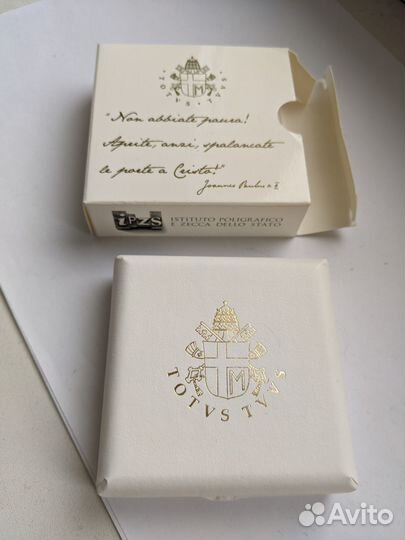 TOTVS TVVS
"Non abbiate paura!
Aprite, anzi, spalancate
le porte a Cristo!"
Joannes Paulus II
IPZS ISTITUTO POLIGRAFICO
E ZECCA DELLO STATO
M
TOTVS TVVS
Avito